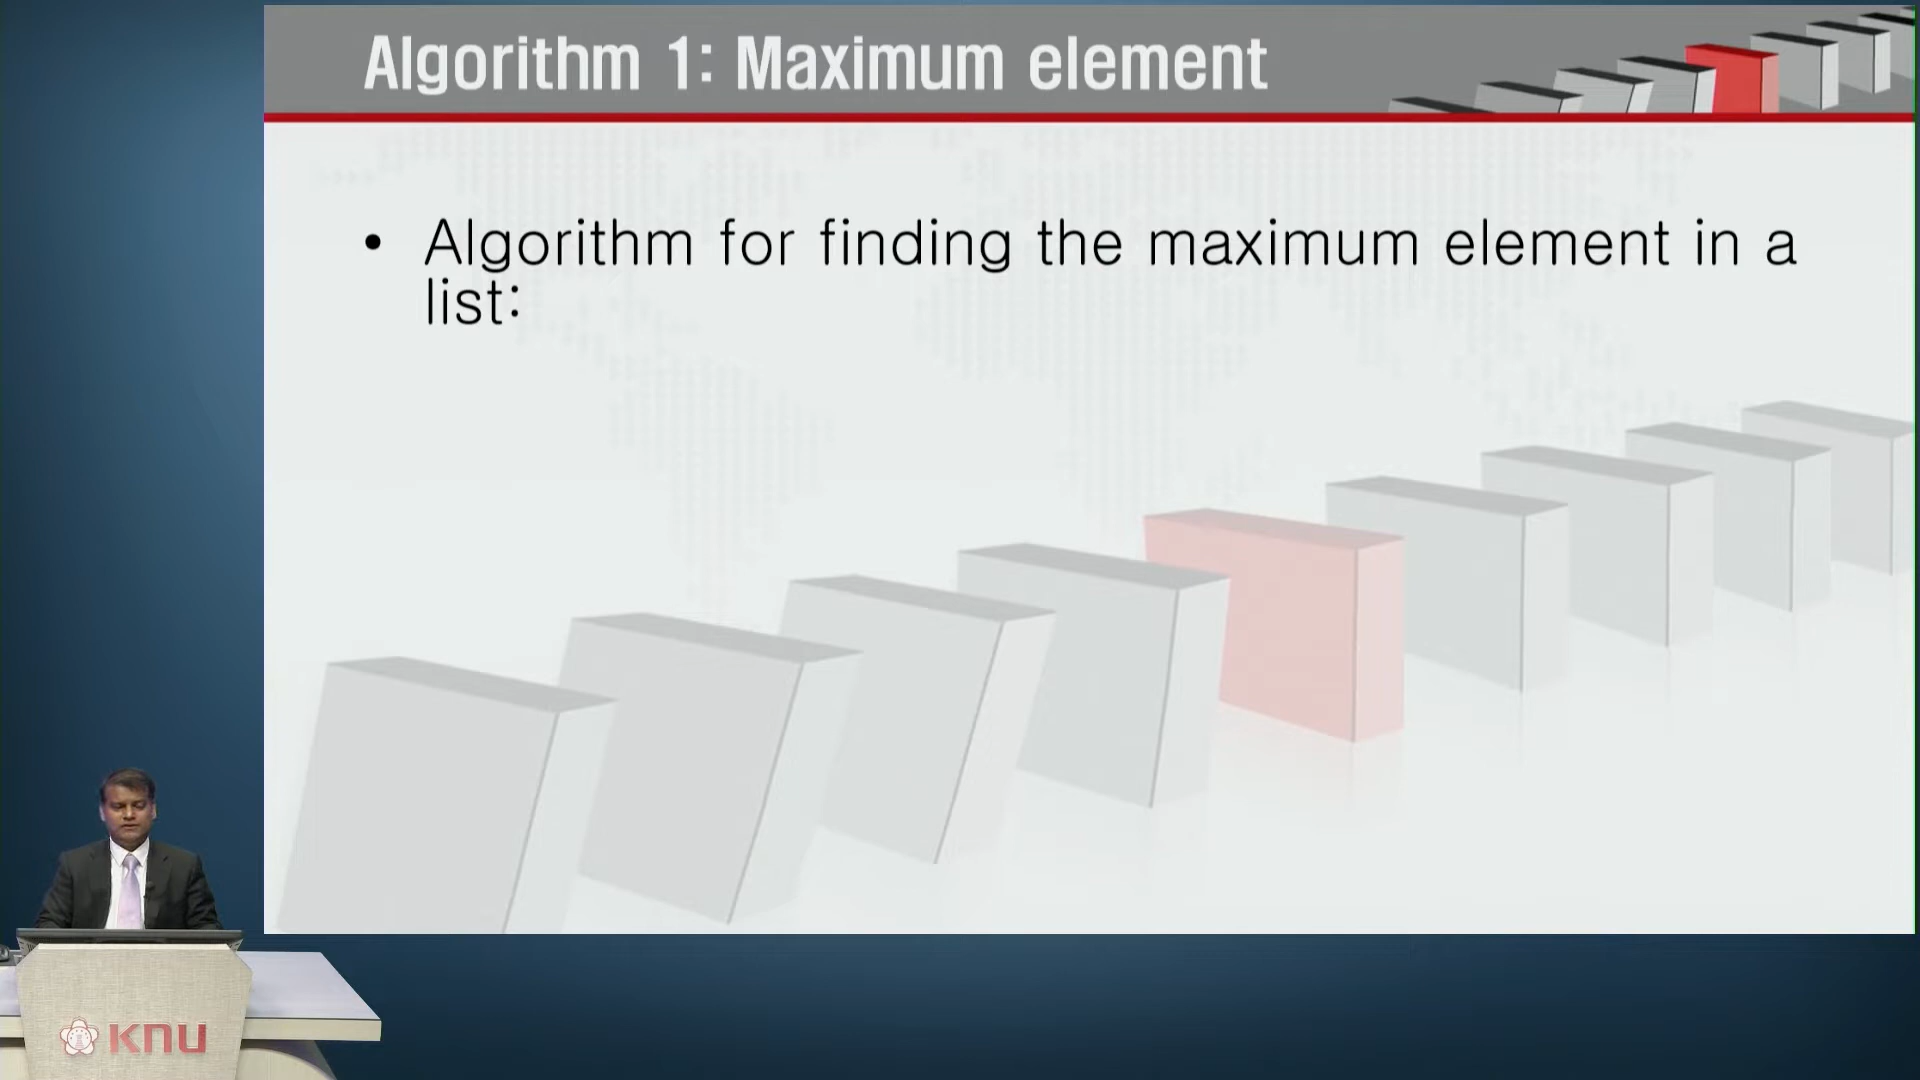 Algorithm 1: Maximum element
• Algorithm for finding the maximum element in a
list:
KNU